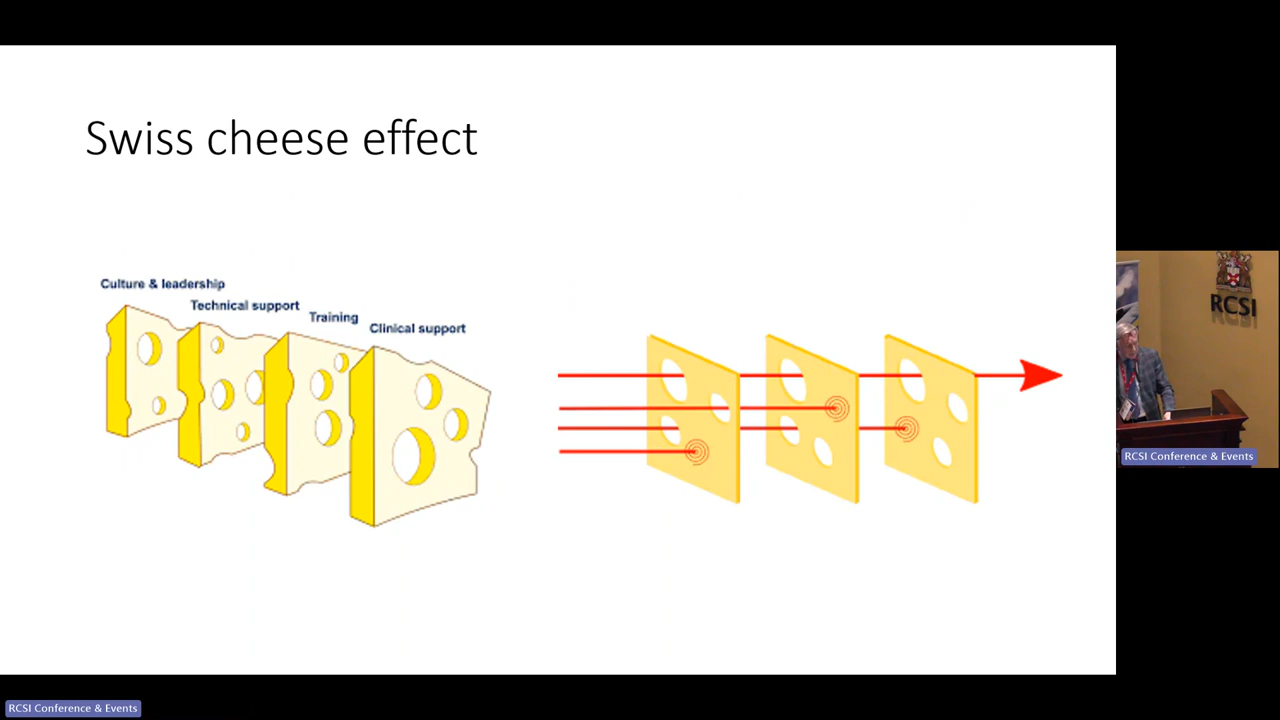 Swiss cheese effect
Culture & leadership
Technical support
Training
Clinical support
RCSI
RCSI Conference & Events
RCSI Conference & Events